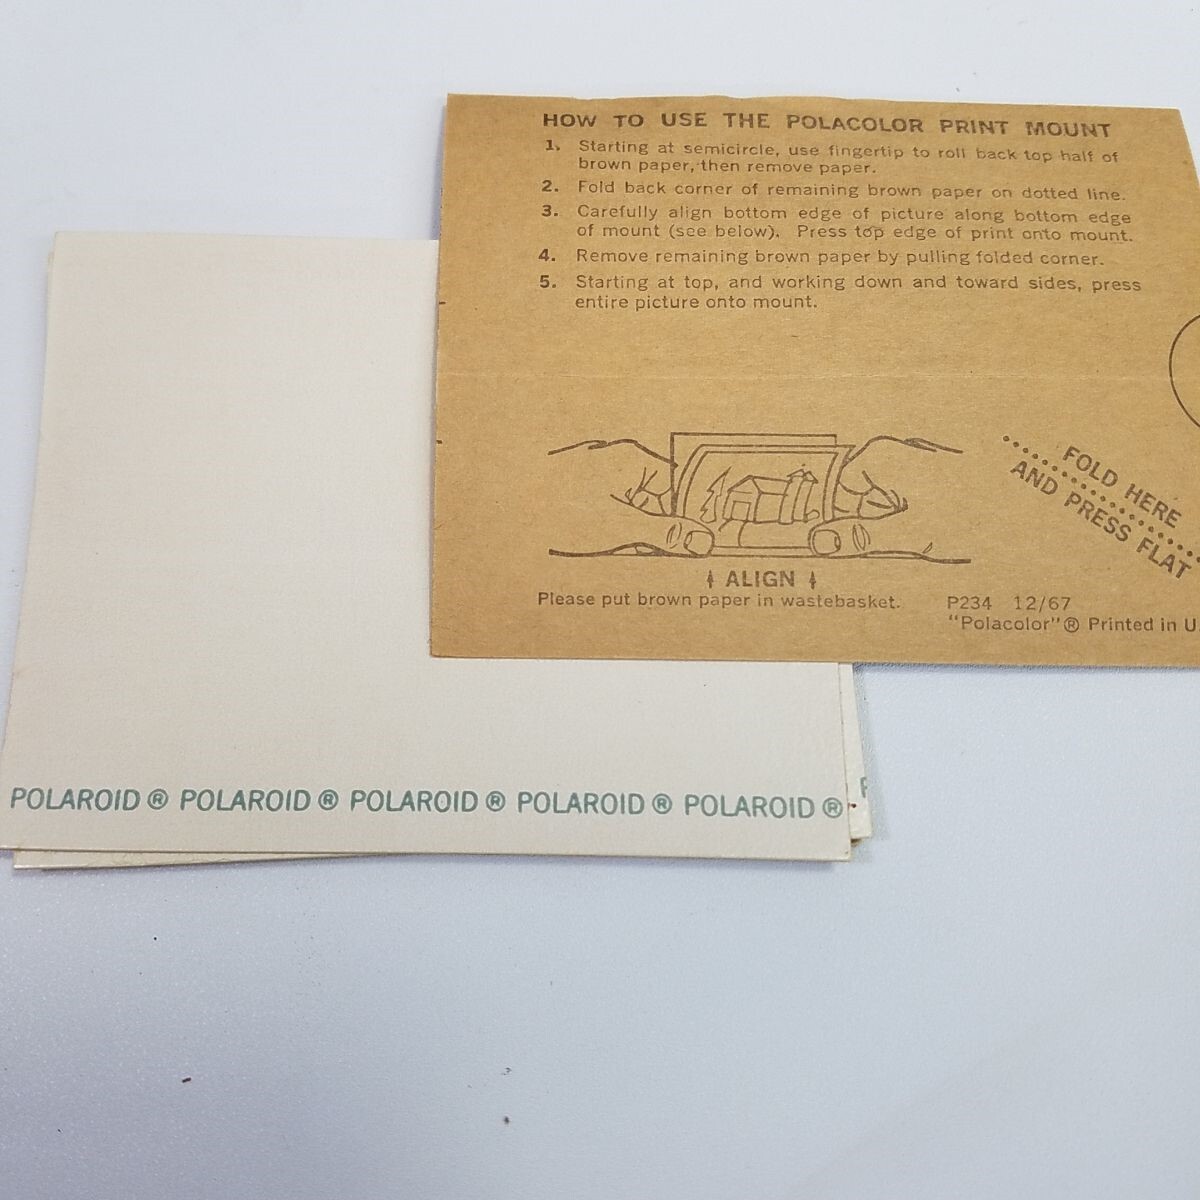 HOW TO USE THE POLACOLOR PRINT MOUNT
1. Starting at semicircle, use fingertip to roll back top half of
brown paper, then remove paper.
2. Fold back corner of remaining brown paper on dotted line.
3. Carefully align bottom edge of picture along bottom edge
of mount (see below). Press top edge of print onto mount.
4. Remove remaining brown paper by pulling folded corner.
5. Starting at top, and working down and toward sides, press
entire picture onto mount.
FOLD HERE
AND PRESS FLAT
ALIGN
Please put brown paper in wastebasket.
P234 12/67
"Polacolor"® Printed in U
POLAROID ® POLAROID ® POLAROID ® POLAROID ® POLAROID ®